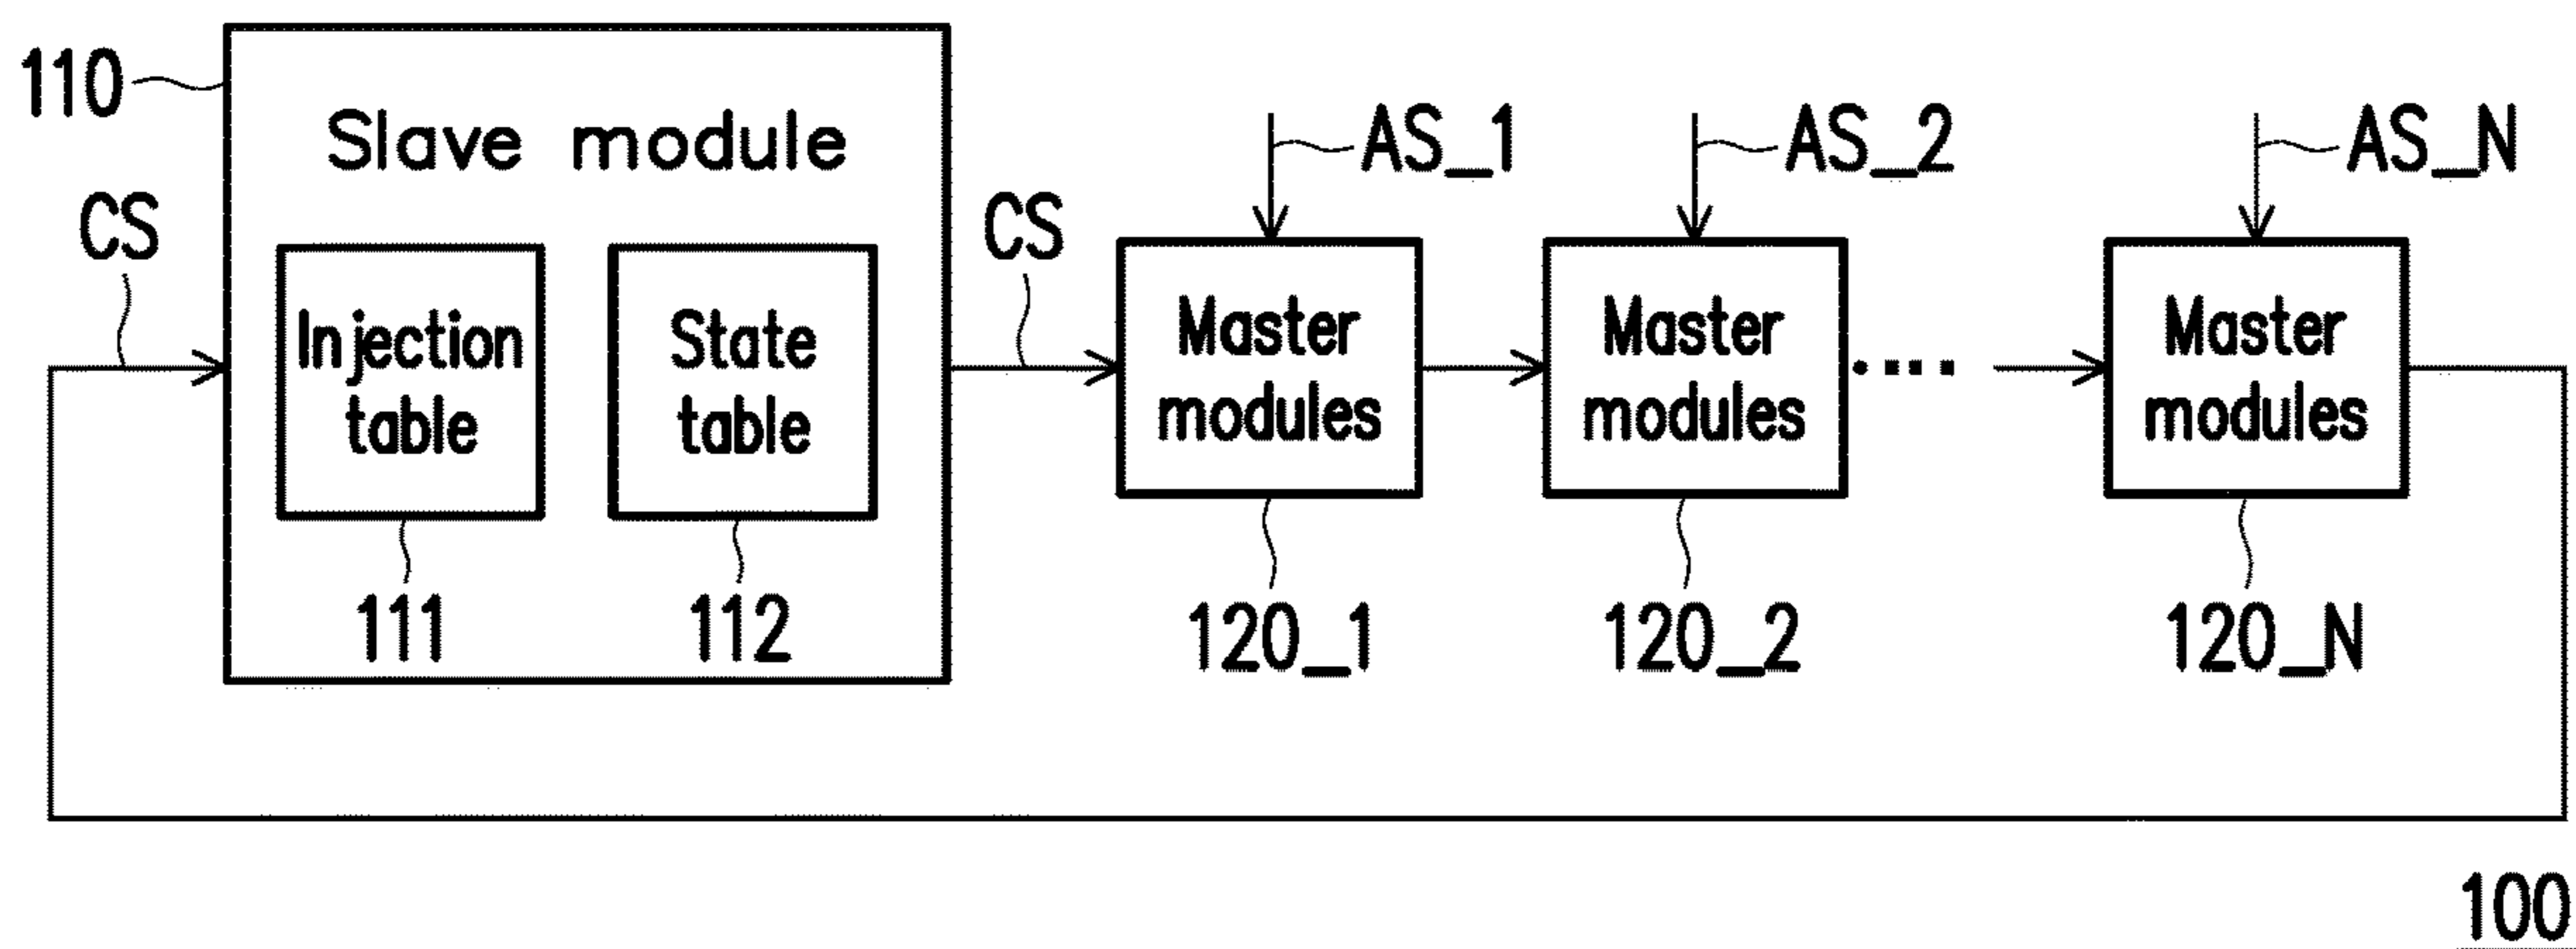 110
Slave module
CS
Injection
table
State
table
111
112
CS
AS_1
AS_2
AS_N
Master
modules
Master
modules
Master
modules
120_1
120_2
120_N
100